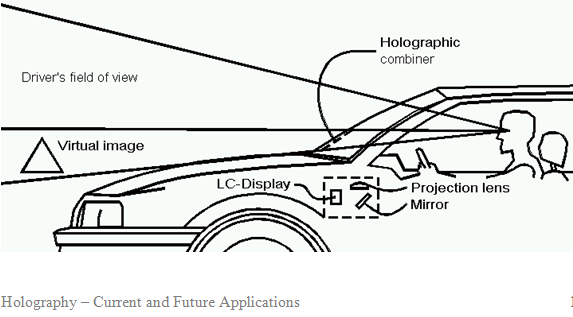 Holographic
combiner
Driver's field of view
Virtual image
LC-Display
Projection lens
Mirror
Holography – Current and Future Applications